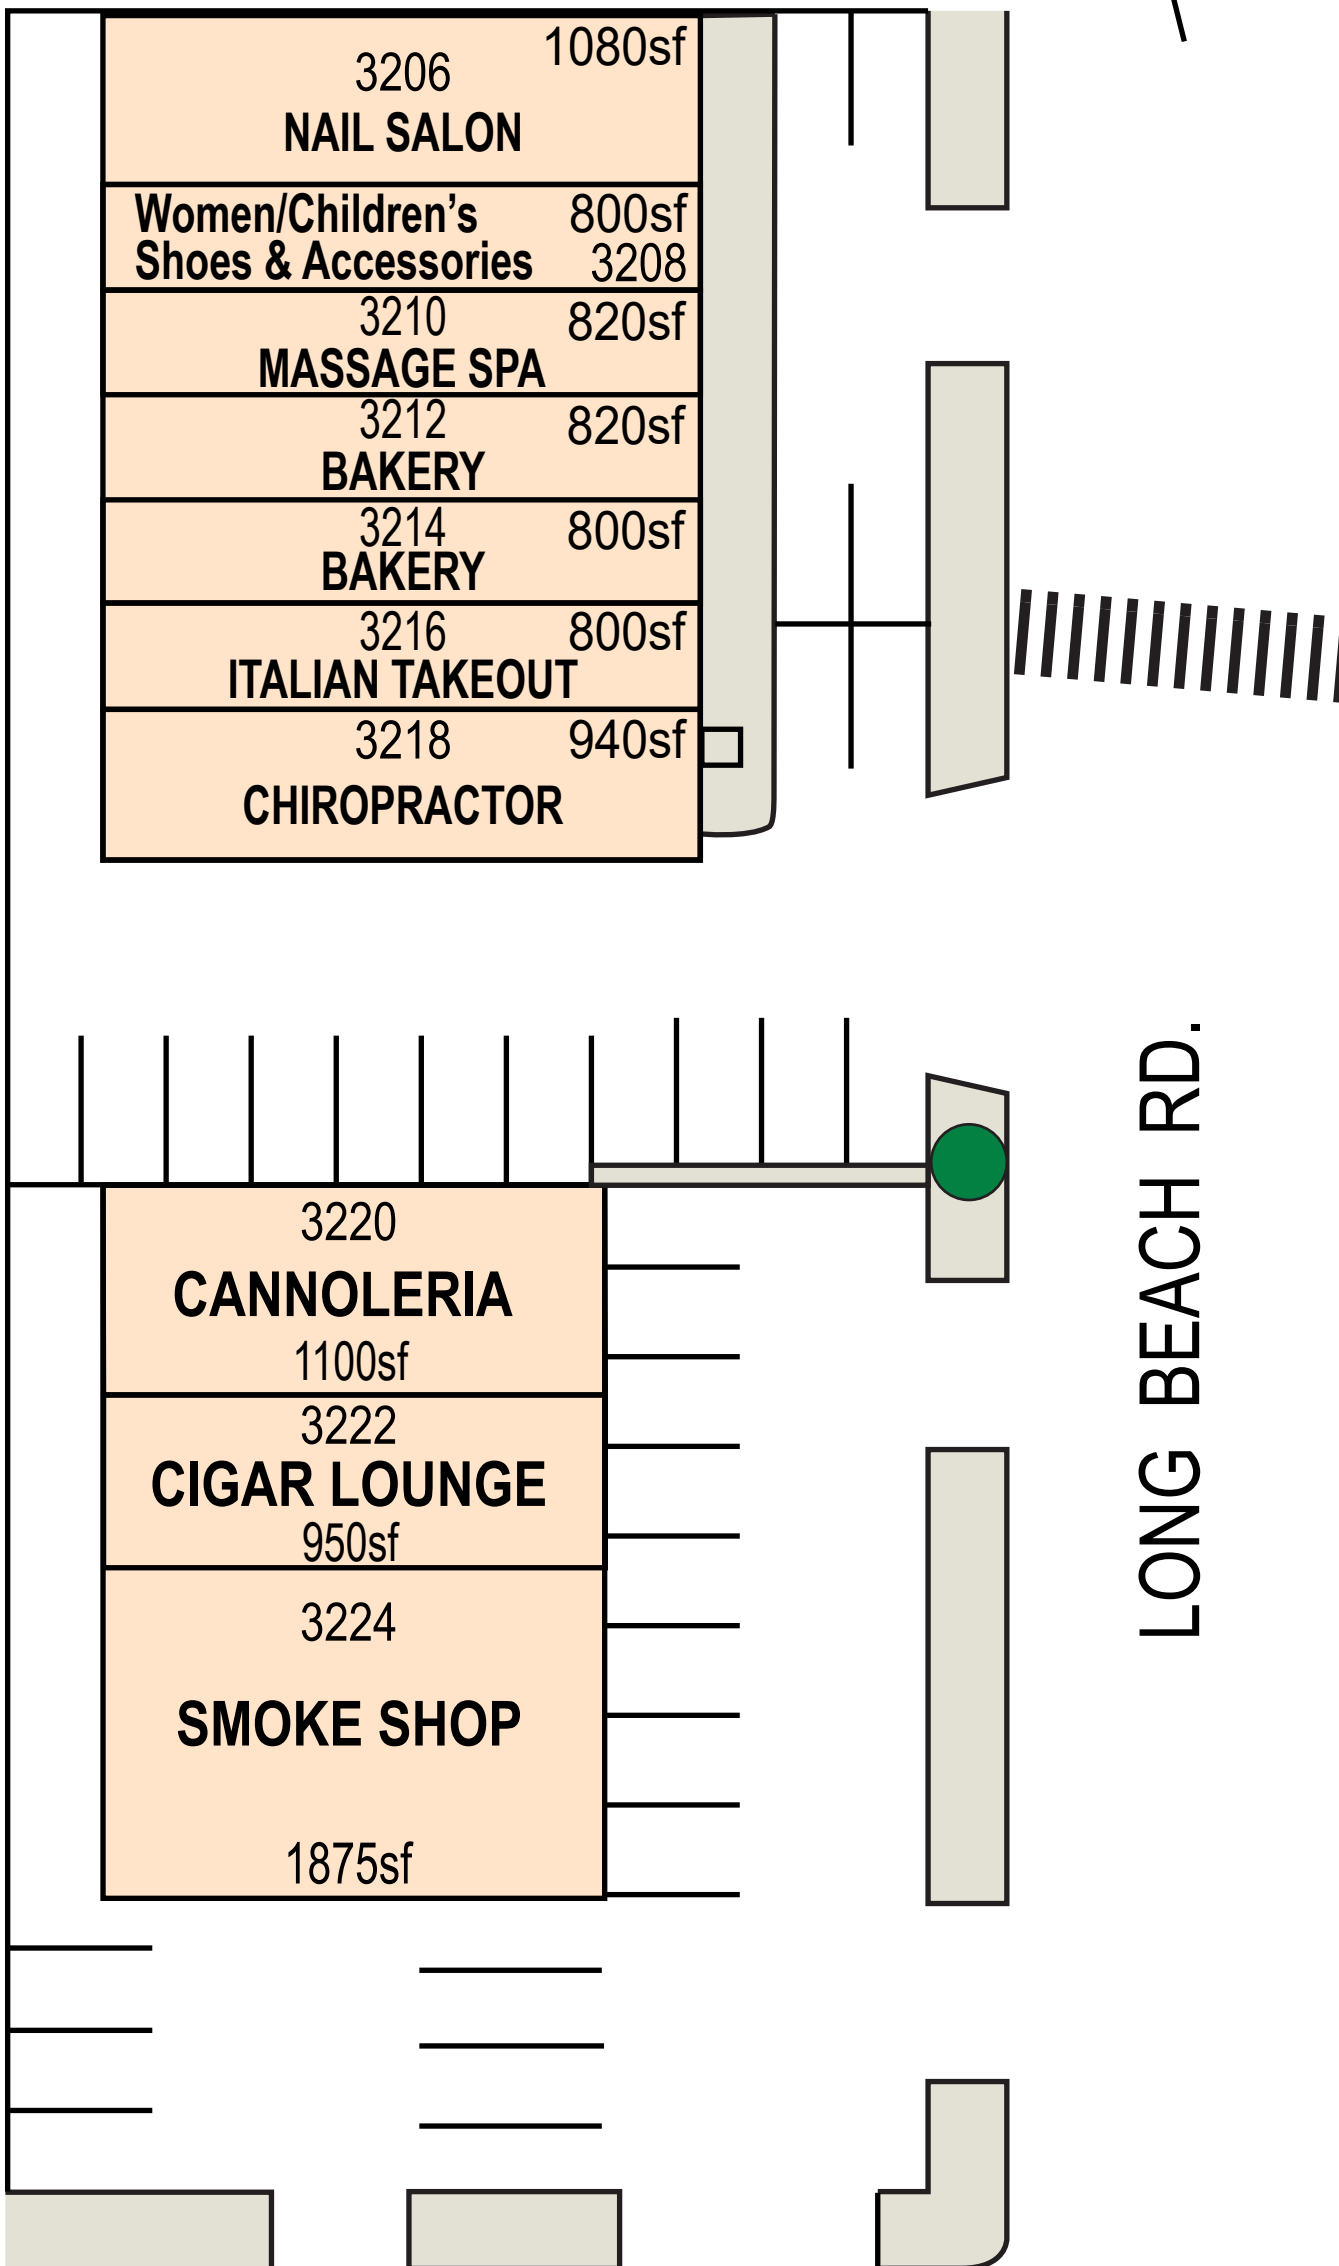 1080sf
3206
NAIL SALON
Women/Children’s 800sf
Shoes & Accessories 3208
3210 820sf
MASSAGE SPA
3212 820sf
BAKERY
3214 800sf
BAKERY
3216 800sf
ITALIAN TAKEOUT
3218 940sf
CHIROPRACTOR
3220
CANNOLERIA
1100sf
3222
CIGAR LOUNGE
950sf
3224
SMOKE SHOP
1875sf
LONG BEACH RD.